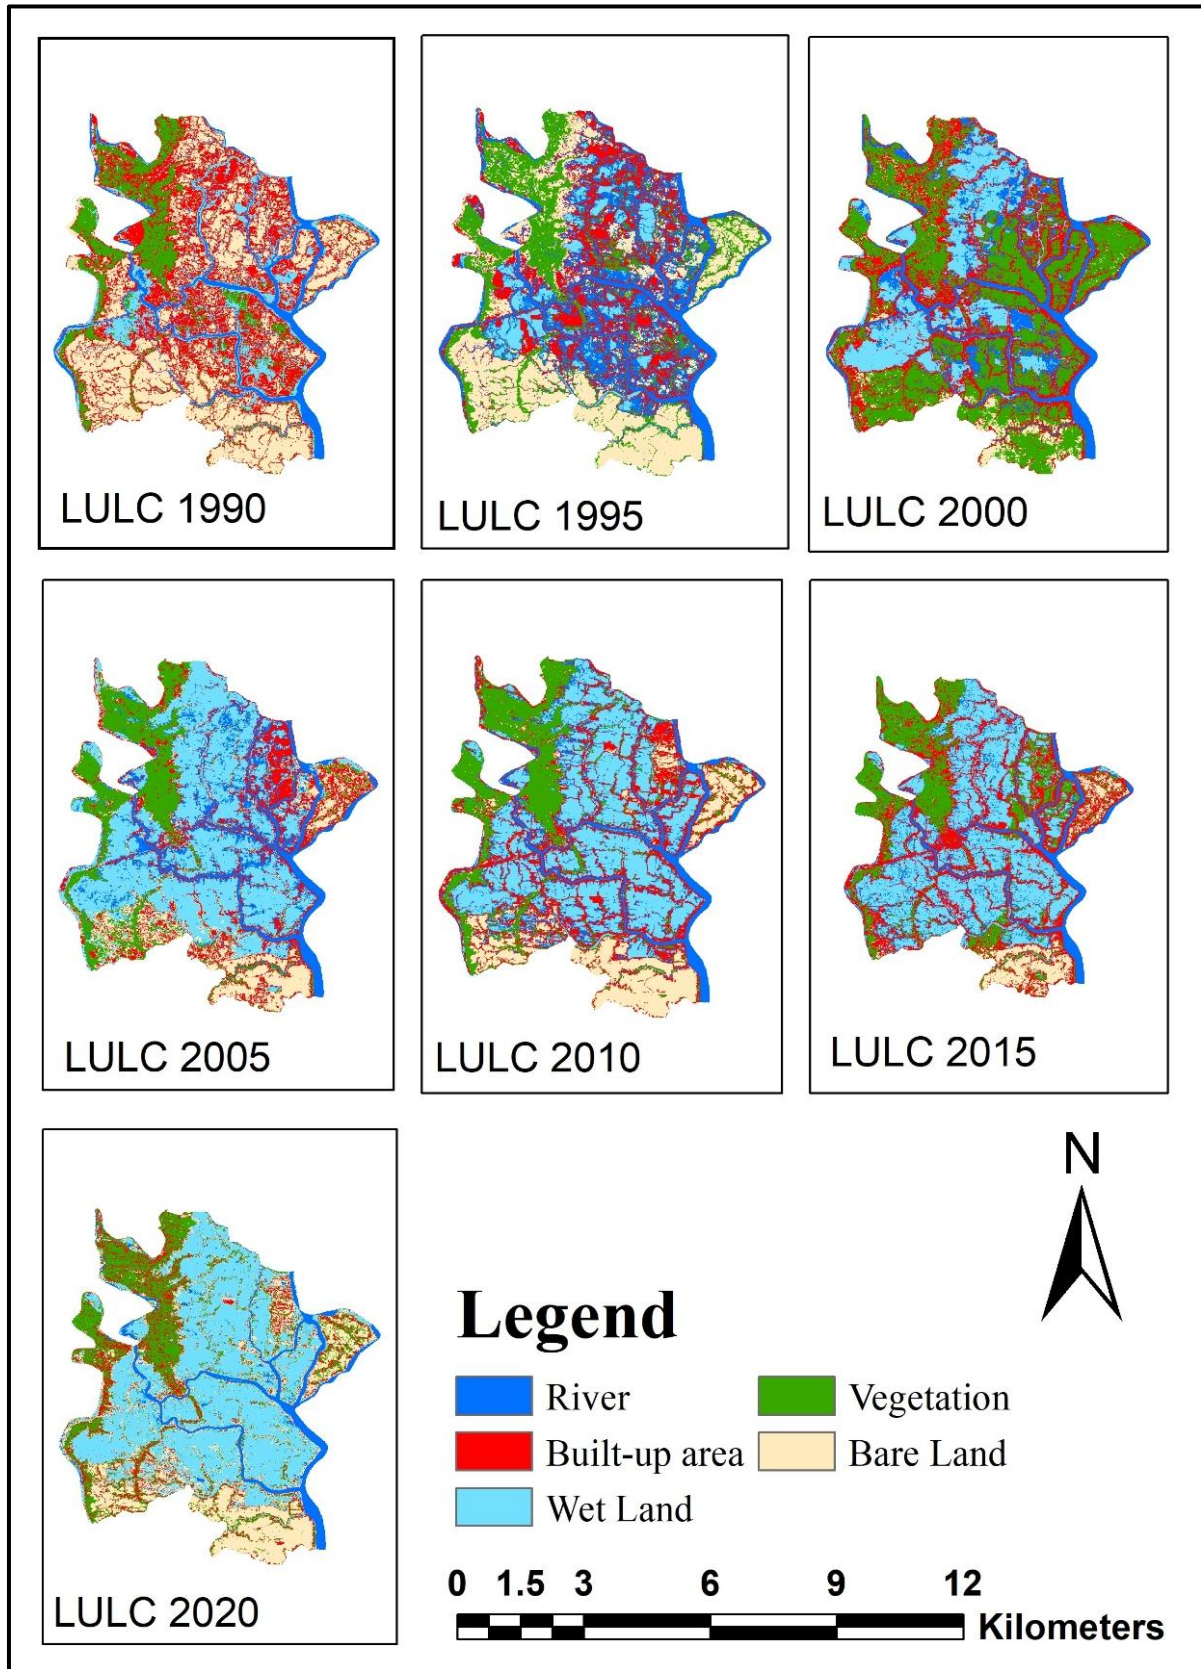 LULC 1990
LULC 1995
LULC 2000
LULC 2005
LULC 2010
LULC 2015
LULC 2020
N
Legend
River
Vegetation
Built-up area
Bare Land
Wet Land
0 1.5 3 6 9 12
Kilometers